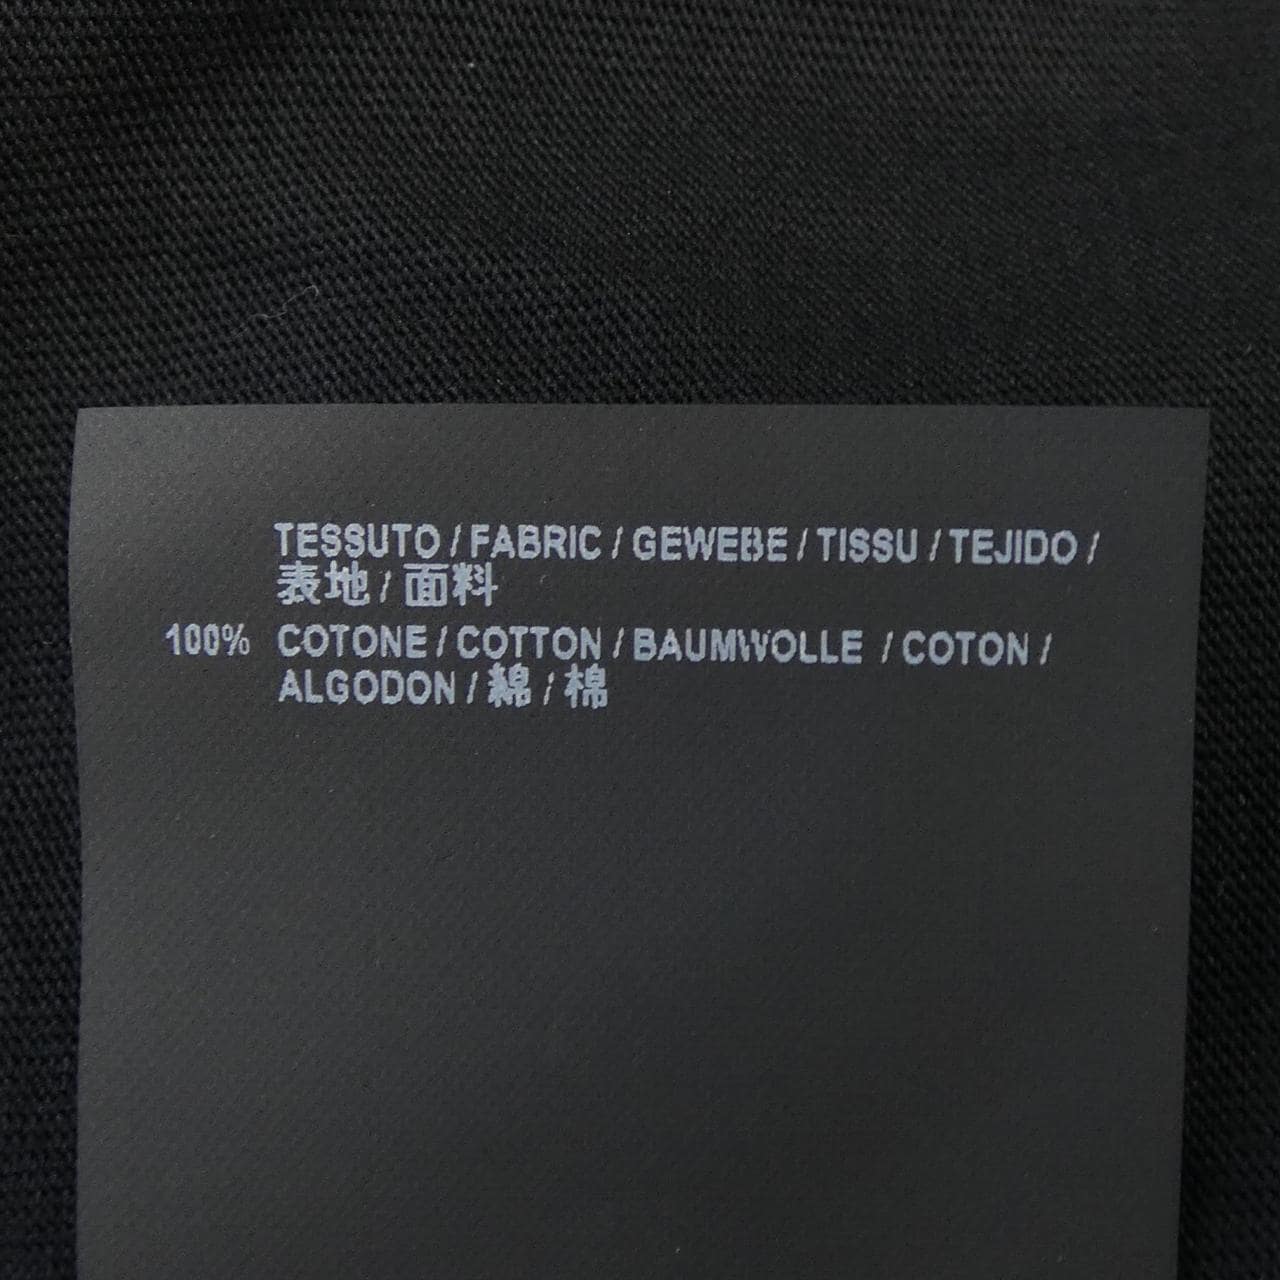 TESSUTO / FABRIC / GEWEBE / TISSU / TEJIDO /
表地 / 面料
100% COTONE / COTTON / BAUMWOLLE / COTON /
ALGODON / 綿 / 棉